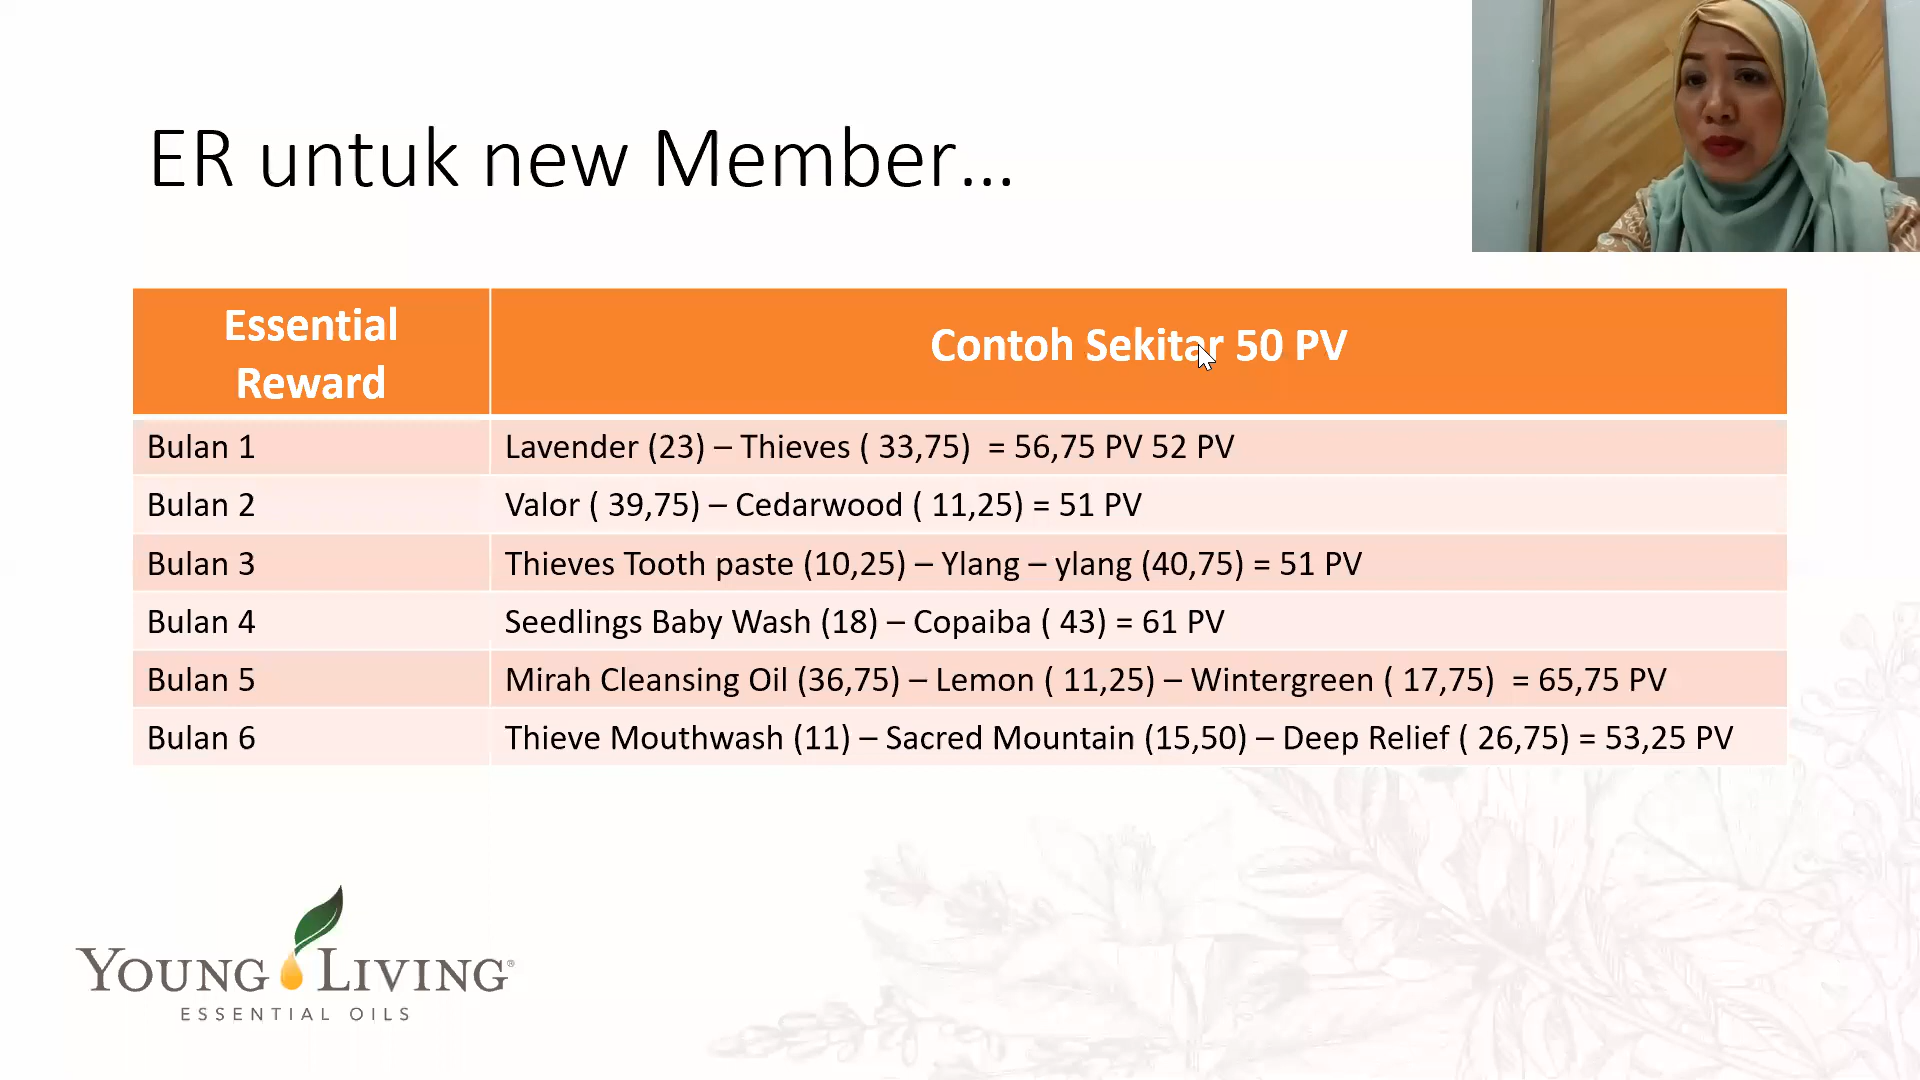 ER untuk new Member...
Essential
Reward
Contoh Sekitar 50 PV
Bulan 1 Lavender (23) – Thieves ( 33,75)  = 56,75 PV 52 PV
Bulan 2 Valor ( 39,75) – Cedarwood ( 11,25) = 51 PV
Bulan 3 Thieves Tooth paste (10,25) – Ylang – ylang (40,75) = 51 PV
Bulan 4 Seedlings Baby Wash (18) – Copaiba ( 43) = 61 PV
Bulan 5 Mirah Cleansing Oil (36,75) – Lemon ( 11,25) – Wintergreen ( 17,75)  = 65,75 PV
Bulan 6 Thieve Mouthwash (11) – Sacred Mountain (15,50) – Deep Relief ( 26,75) = 53,25 PV
YOUNG LIVING®
ESSENTIAL OILS